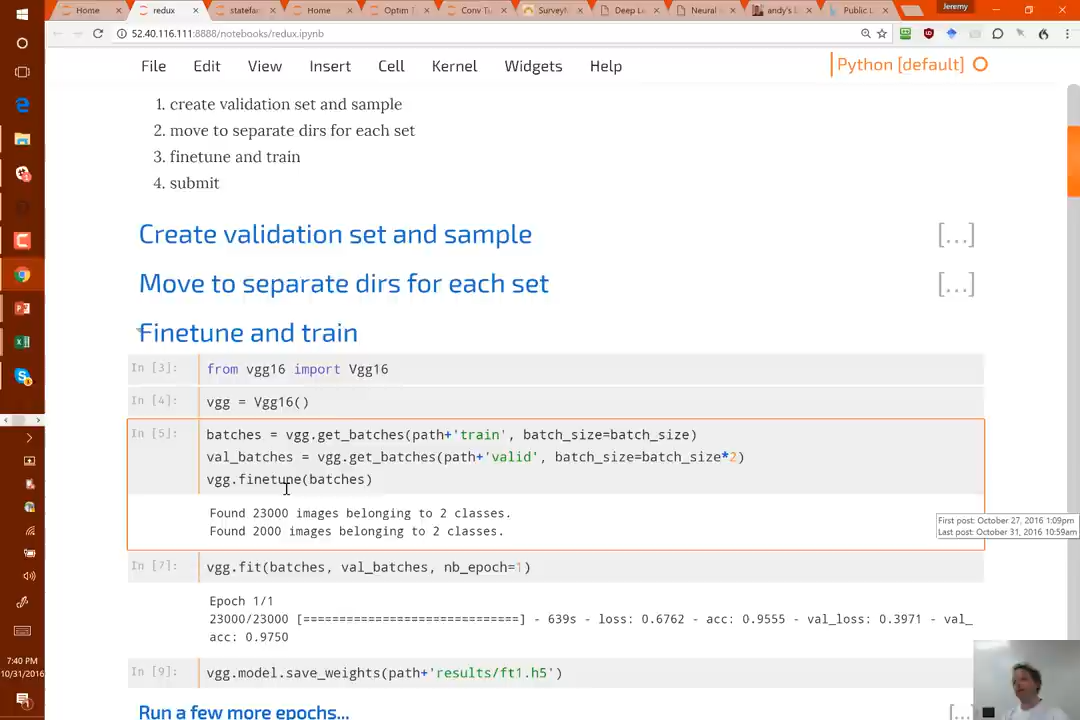 Home × redux × statefa × Home × Optim T × Conv Ti × SurveyM × Deep L × Neural × andy's × Public L × Jeremy
52.40.116.111:8888/notebooks/redux.ipynb
File Edit View Insert Cell Kernel Widgets Help Python [default]
1. create validation set and sample
2. move to separate dirs for each set
3. finetune and train
4. submit
Create validation set and sample [...]
Move to separate dirs for each set [...]
Finetune and train
In [3]: from vgg16 import Vgg16
In [4]: vgg = Vgg16()
In [5]: batches = vgg.get_batches(path+'train', batch_size=batch_size)
val_batches = vgg.get_batches(path+'valid', batch_size=batch_size*2)
vgg.finetune(batches)
Found 23000 images belonging to 2 classes.
Found 2000 images belonging to 2 classes.
First post: October 27, 2016 1:09pm
Last post: October 31, 2016 10:59am
In [7]: vgg.fit(batches, val_batches, nb_epoch=1)
Epoch 1/1
23000/23000 [==============================] - 639s - loss: 0.6762 - acc: 0.9555 - val_loss: 0.3971 - val_
acc: 0.9750
In [9]: vgg.model.save_weights(path+'results/ft1.h5')
Run a few more epochs... [...]
7:40 PM
10/31/2016